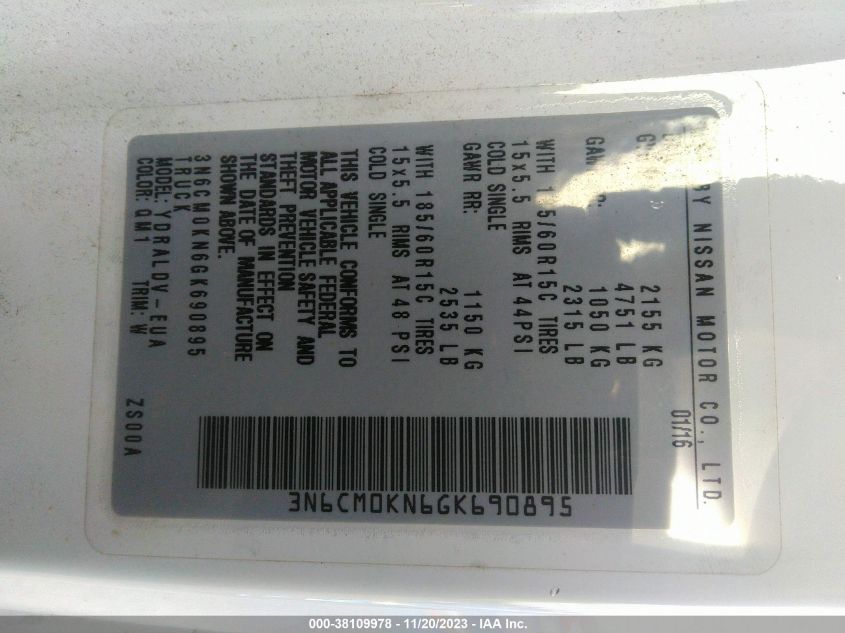 BY NISSAN MOTOR CO., LTD.
01/16
2155 KG
4751 LB
1050 KG
2315 LB
WITH TIRES
15x5.5 RIMS AT 44PSI
COLD SINGLE
GAWR RR: 1150 KG
2535 LB
WITH 185/60R15C TIRES
15x5.5 RIMS AT 48 PSI
COLD SINGLE
THIS VEHICLE CONFORMS TO
ALL APPLICABLE FEDERAL
MOTOR VEHICLE SAFETY AND
THEFT PREVENTION
STANDARDS IN EFFECT ON
THE DATE OF MANUFACTURE
SHOWN ABOVE.
3N6CM0KN6GK690895
TRUCK
MODEL: YDRALDV-EUA
COLOR: QM1 TRIM: W
ZS00A
3N6CM0KN6GK690895
000-38109978 - 11/20/2023 - IAA Inc.